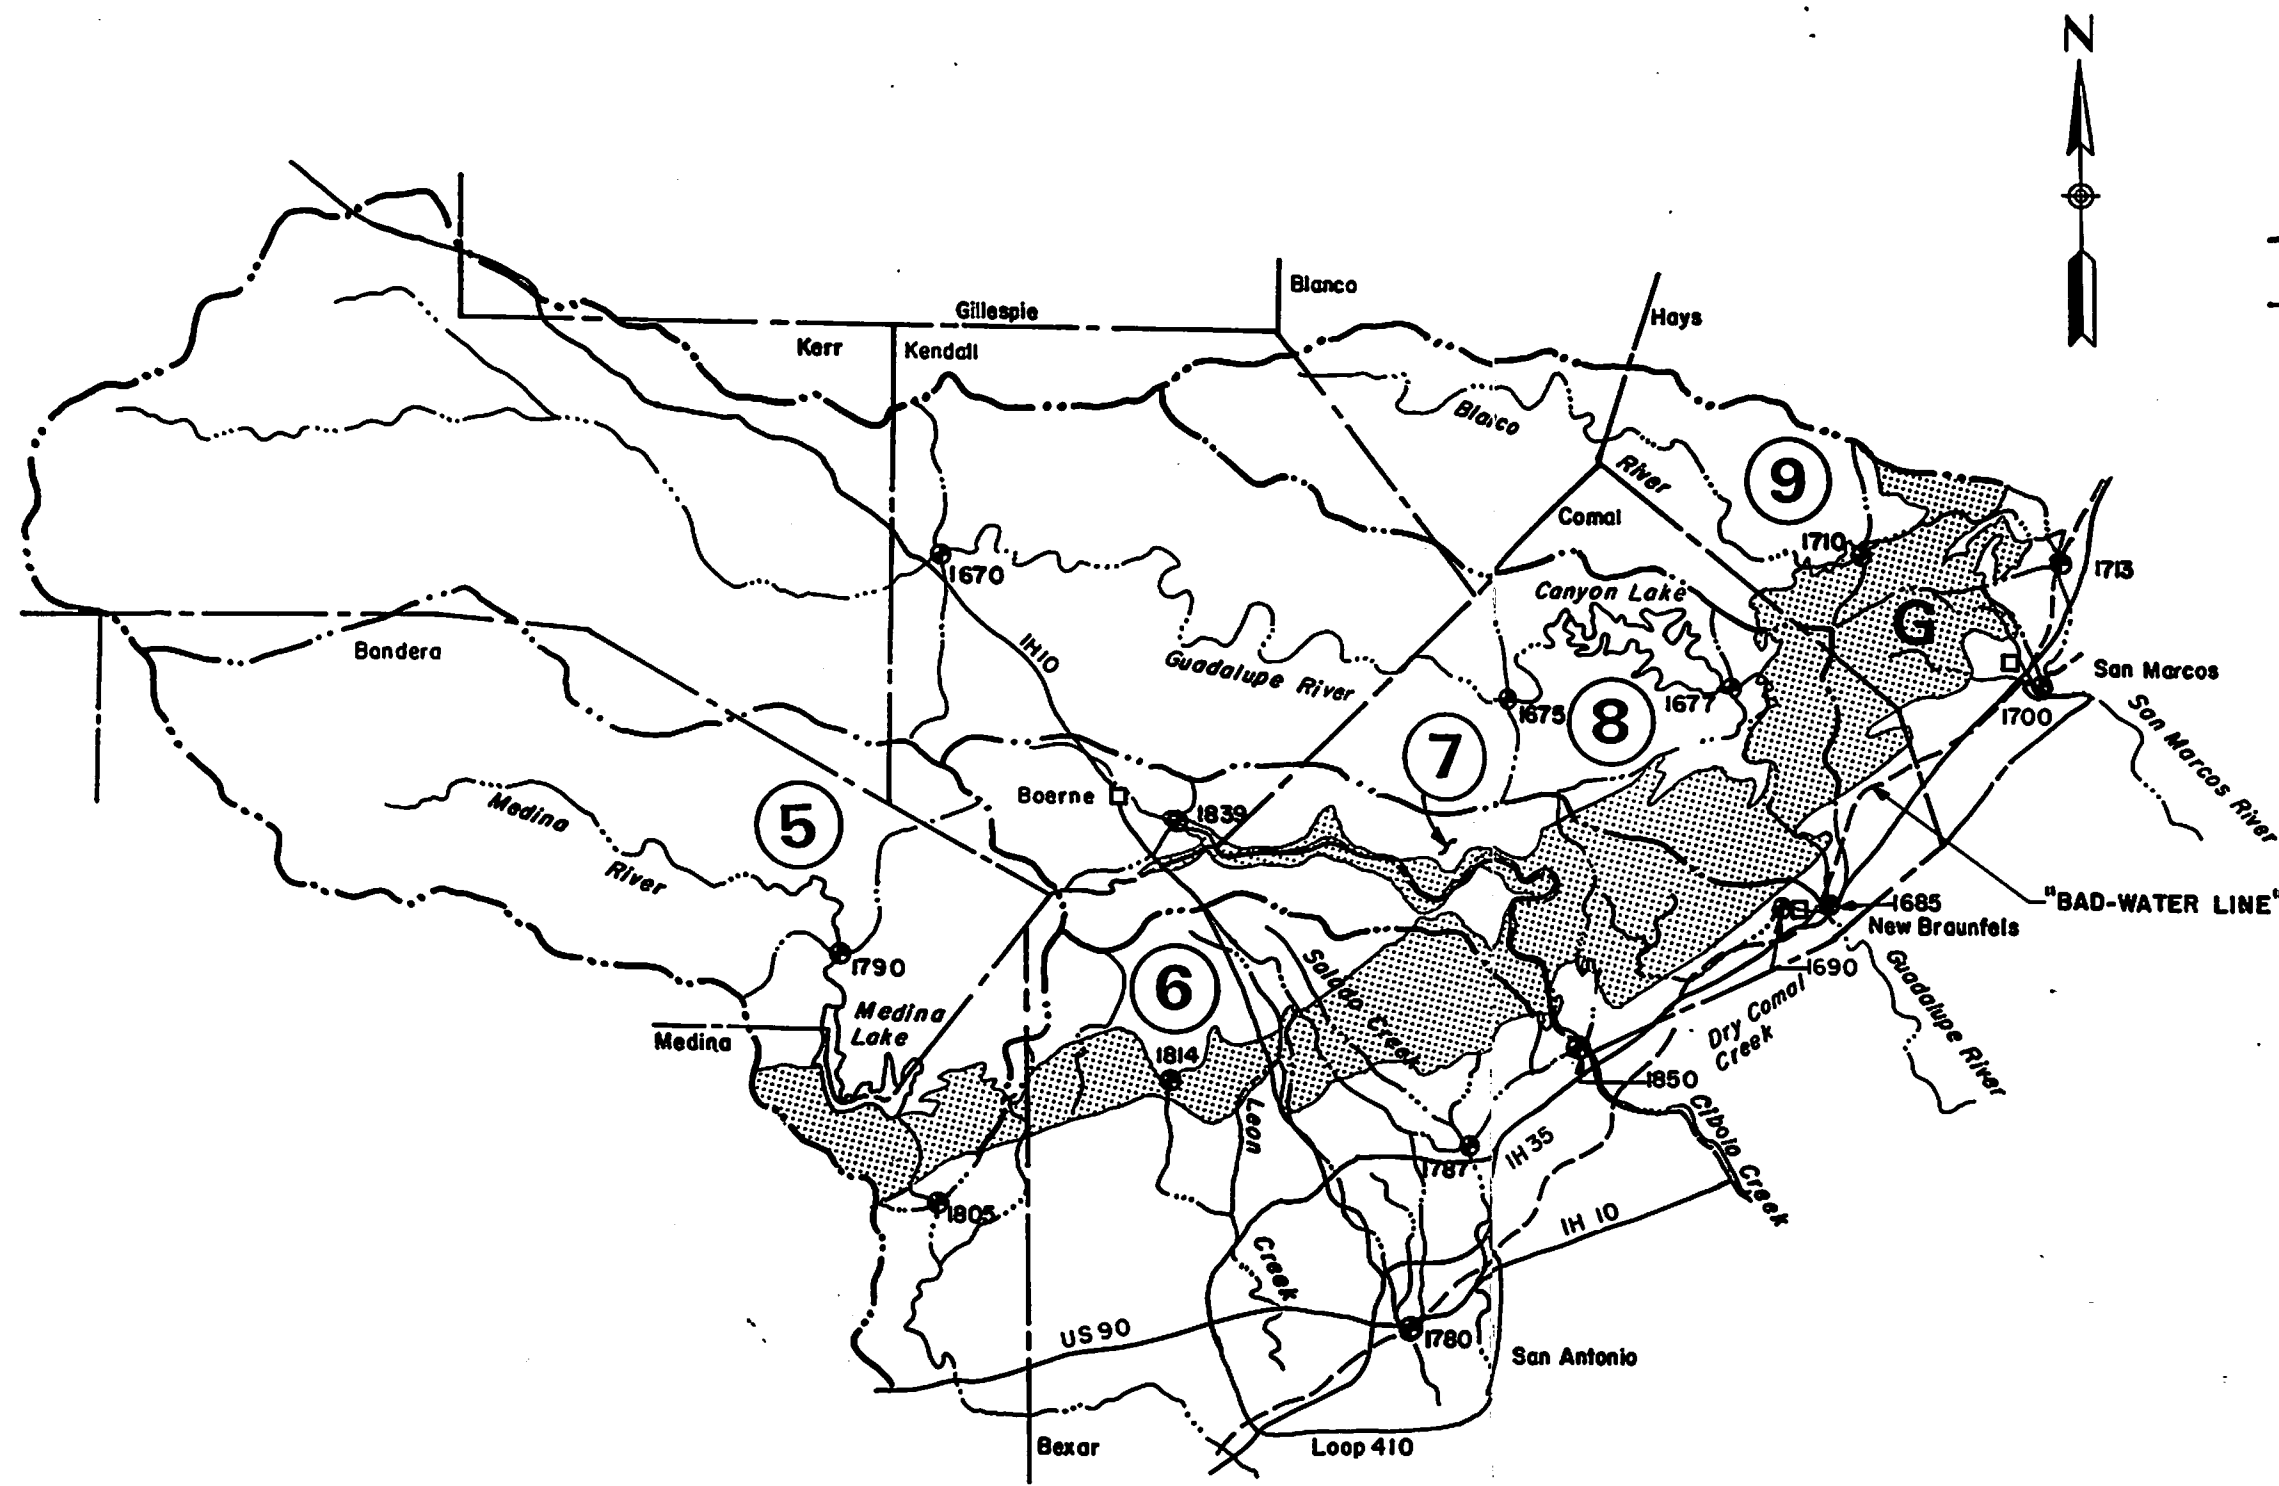 N
Blanco
Gillespie
Hays
Kerr
Kendall
Blanco
River
9
Comal
1710
1713
1670
Canyon Lake
G
Bandera
IH10
Guadalupe River
San Marcos
1675
8
1677
1700
San Marcos River
7
Boerne
5
1839
Medina
River
"BAD-WATER LINE"
1685
New Braunfels
1790
6
Salado Creek
1690
Guadalupe River
Medina
Lake
Dry Comal
Creek
Medina
1814
1850
Cibolo Creek
Leon
Creek
1787
IH 35
1805
IH 10
US 90
1780
San Antonio
Bexar
Loop 410